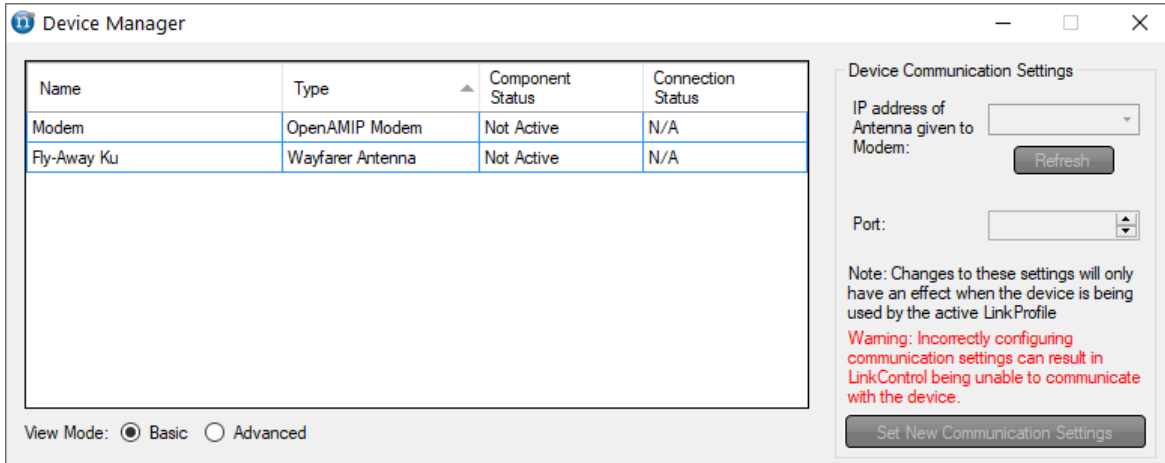 Device Manager
Name Type Component Status Connection Status
Modem OpenAMIP Modem Not Active N/A
Fly-Away Ku Wayfarer Antenna Not Active N/A
View Mode: Basic Advanced
Device Communication Settings
IP address of
Antenna given to
Modem:
Refresh
Port:
Note: Changes to these settings will only
have an effect when the device is being
used by the active LinkProfile
Warning: Incorrectly configuring
communication settings can result in
LinkControl being unable to communicate
with the device.
Set New Communication Settings